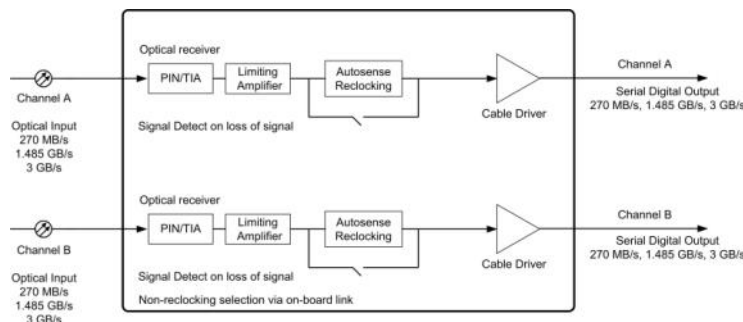 Optical receiver
PIN/TIA
Limiting
Amplifier
Autosense
Reclocking
Cable Driver
Channel A
Optical Input
270 MB/s
1.485 GB/s
3 GB/s
Signal Detect on loss of signal
Channel A
Serial Digital Output
270 MB/s, 1.485 GB/s, 3 GB/s
Optical receiver
PIN/TIA
Limiting
Amplifier
Autosense
Reclocking
Cable Driver
Channel B
Optical Input
270 MB/s
1.485 GB/s
3 GB/s
Signal Detect on loss of signal
Non-reclocking selection via on-board link
Channel B
Serial Digital Output
270 MB/s, 1.485 GB/s, 3 GB/s